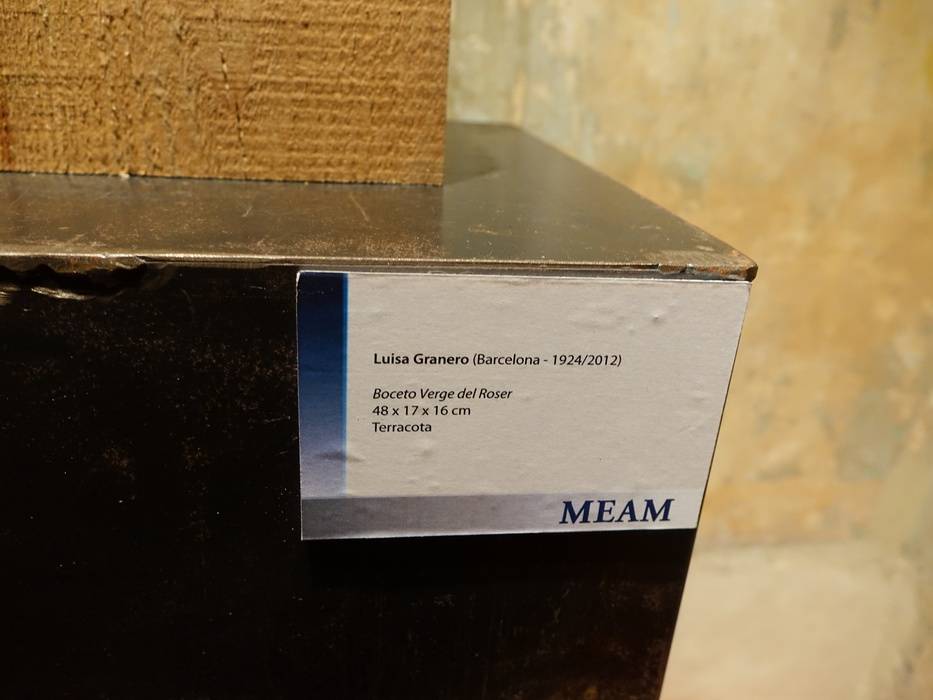 Luisa Granero (Barcelona - 1924/2012)
Boceto Verge del Roser
48 x 17 x 16 cm
Terracota
MEAM